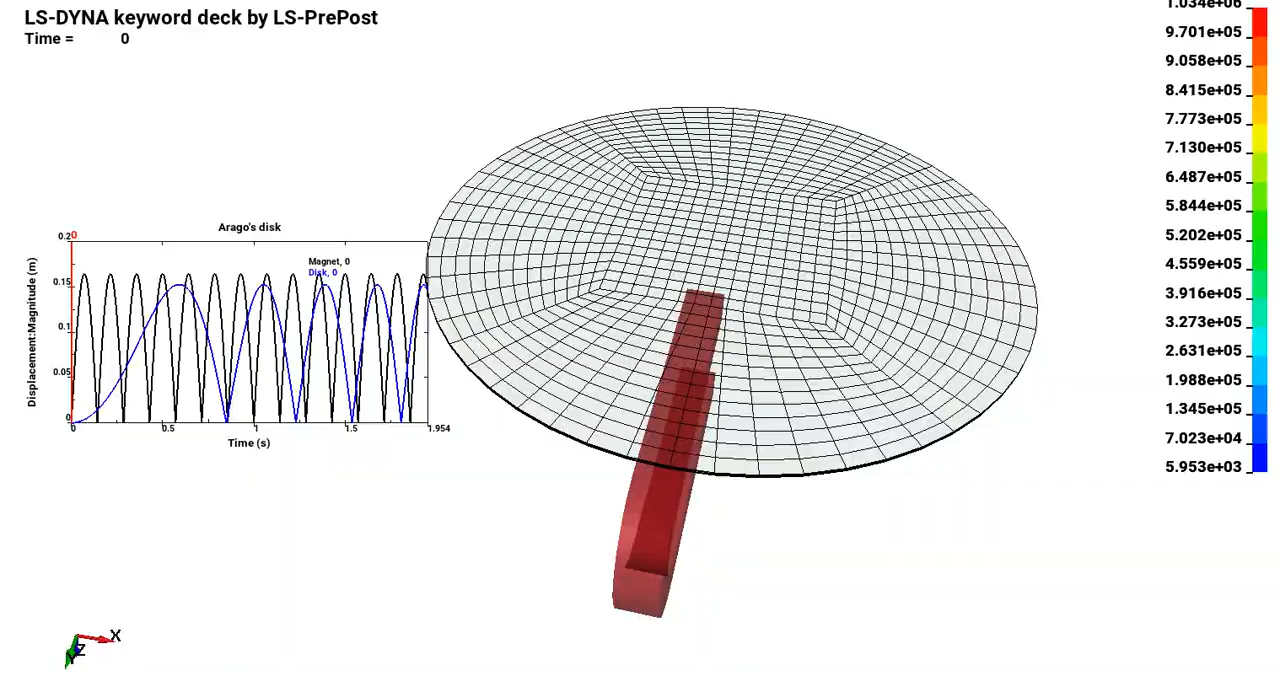 LS-DYNA keyword deck by LS-PrePost
Time = 0
1.034e+06
9.701e+05
9.058e+05
8.415e+05
7.773e+05
7.130e+05
6.487e+05
5.844e+05
5.202e+05
4.559e+05
3.916e+05
3.273e+05
2.631e+05
1.988e+05
1.345e+05
7.023e+04
5.953e+03
Arago's disk
0
0.2
0.15
0.1
0.05
0
Displacement:Magnitude (m)
Magnet, 0
Disk, 0
0
0.5
1
1.5
1.954
Time (s)
X
Y
Z